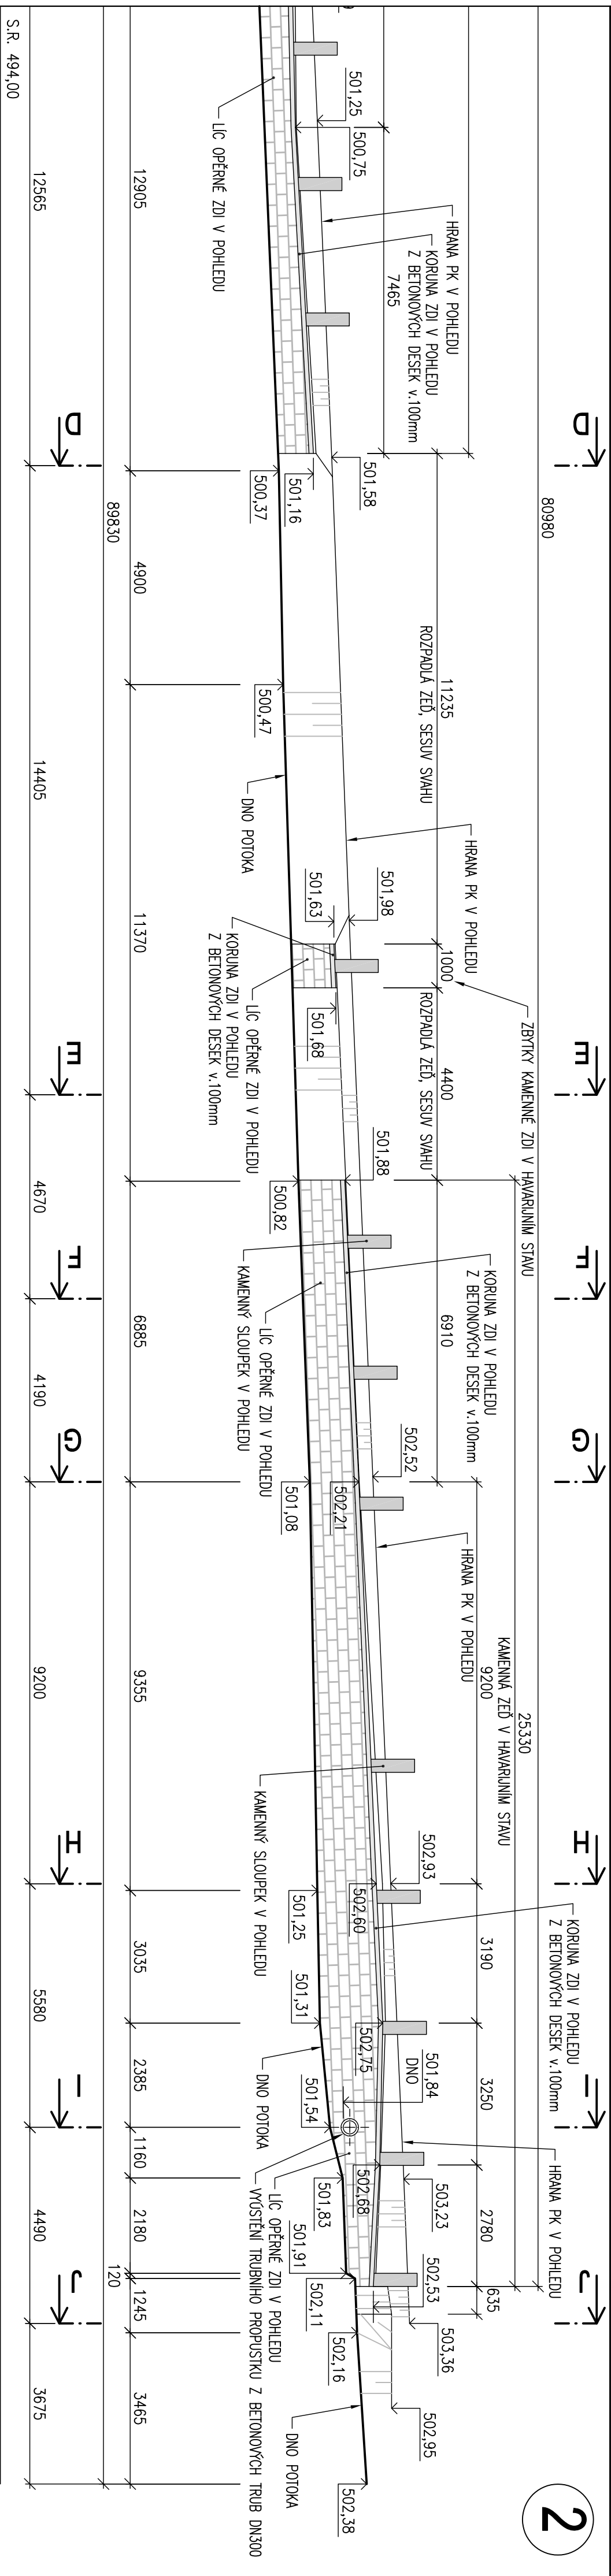 2
80980
D
E
F
G
H
I
J
HRANA PK V POHLEDU
KORUNA ZDI V POHLEDU
Z BETONOVÝCH DESEK v.100mm
7465
11235
ROZPADLÁ ZEĎ, SESUV SVAHU
HRANA PK V POHLEDU
1000
ZBYTKY KAMENNÉ ZDI V HAVARIJNÍM STAVU
4400
ROZPADLÁ ZEĎ, SESUV SVAHU
KORUNA ZDI V POHLEDU
Z BETONOVÝCH DESEK v.100mm
6910
25330
KAMENNÁ ZEĎ V HAVARIJNÍM STAVU
9200
HRANA PK V POHLEDU
KORUNA ZDI V POHLEDU
Z BETONOVÝCH DESEK v.100mm
3190
3250
HRANA PK V POHLEDU
2780
635
501,25
500,75
501,58
501,16
500,37
500,47
501,98
501,63
501,68
501,88
500,82
502,52
502,21
501,08
502,93
502,60
501,25
501,31
502,75
501,84
DNO
501,54
502,68
503,23
501,83
501,91
502,53
502,11
503,36
502,16
502,95
502,38
LÍC OPĚRNÉ ZDI V POHLEDU
DNO POTOKA
KORUNA ZDI V POHLEDU
Z BETONOVÝCH DESEK v.100mm
LÍC OPĚRNÉ ZDI V POHLEDU
KAMENNÝ SLOUPEK V POHLEDU
LÍC OPĚRNÉ ZDI V POHLEDU
KAMENNÝ SLOUPEK V POHLEDU
DNO POTOKA
LÍC OPĚRNÉ ZDI V POHLEDU
VYÚSTĚNÍ TRUBNÍHO PROPUSTKU Z BETONOVÝCH TRUB DN300
DNO POTOKA
12905
4900
11370
6885
9355
3035
2385
1160
2180
120
1245
3465
89830
D
E
F
G
H
I
J
12565
14405
4670
4190
9200
5580
4490
3675
S.R. 494,00